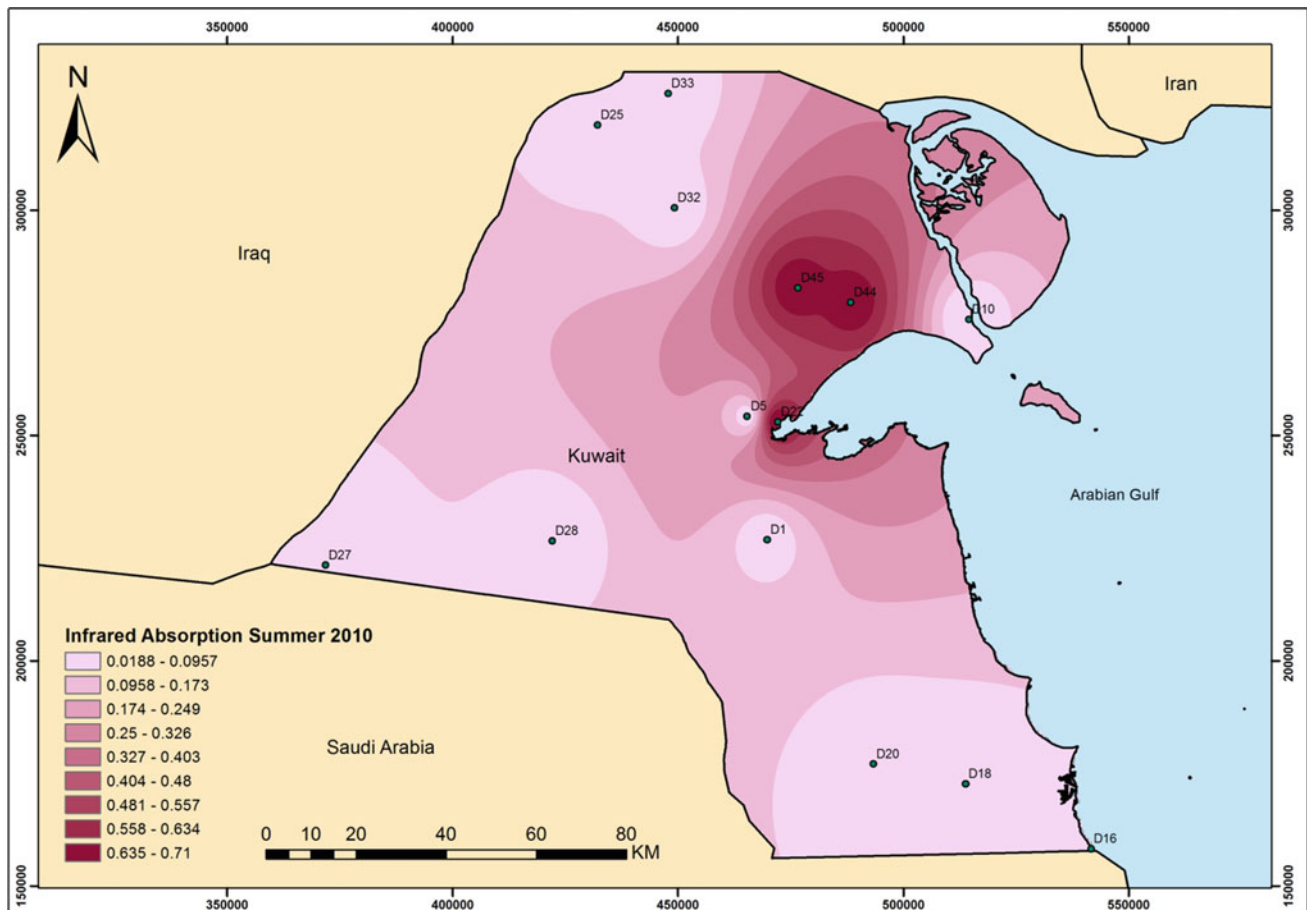 350000 400000 450000 500000 550000
N
Iran
D33
D25
300000 D32 300000
Iraq
D45
D44
D10
D5
D22
250000 250000
Kuwait
Arabian Gulf
D1
D28
D27
Infrared Absorption Summer 2010
200000 200000
0.0188 - 0.0957
0.0958 - 0.173
0.174 - 0.249
0.25 - 0.326
0.327 - 0.403
0.404 - 0.48
0.481 - 0.557
0.558 - 0.634
0.635 - 0.71
Saudi Arabia
D20
D18
D16
0 10 20 40 60 80
KM
150000 150000
350000 400000 450000 500000 550000